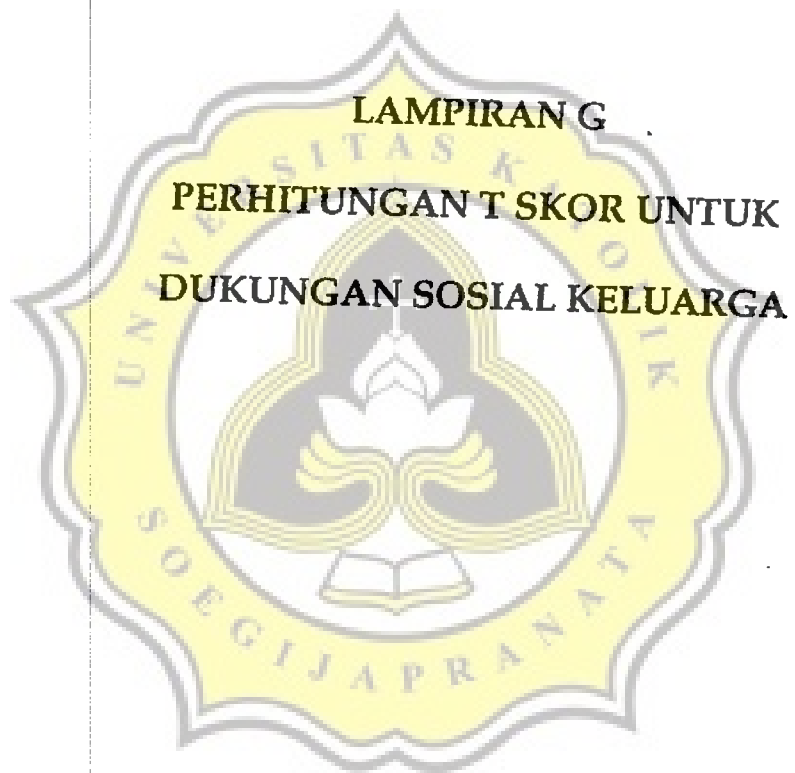 LAMPIRAN G
PERHITUNGAN T SKOR UNTUK
DUKUNGAN SOSIAL KELUARGA
UNIVERSITAS KATOLIK
SOEGIJAPRANATA